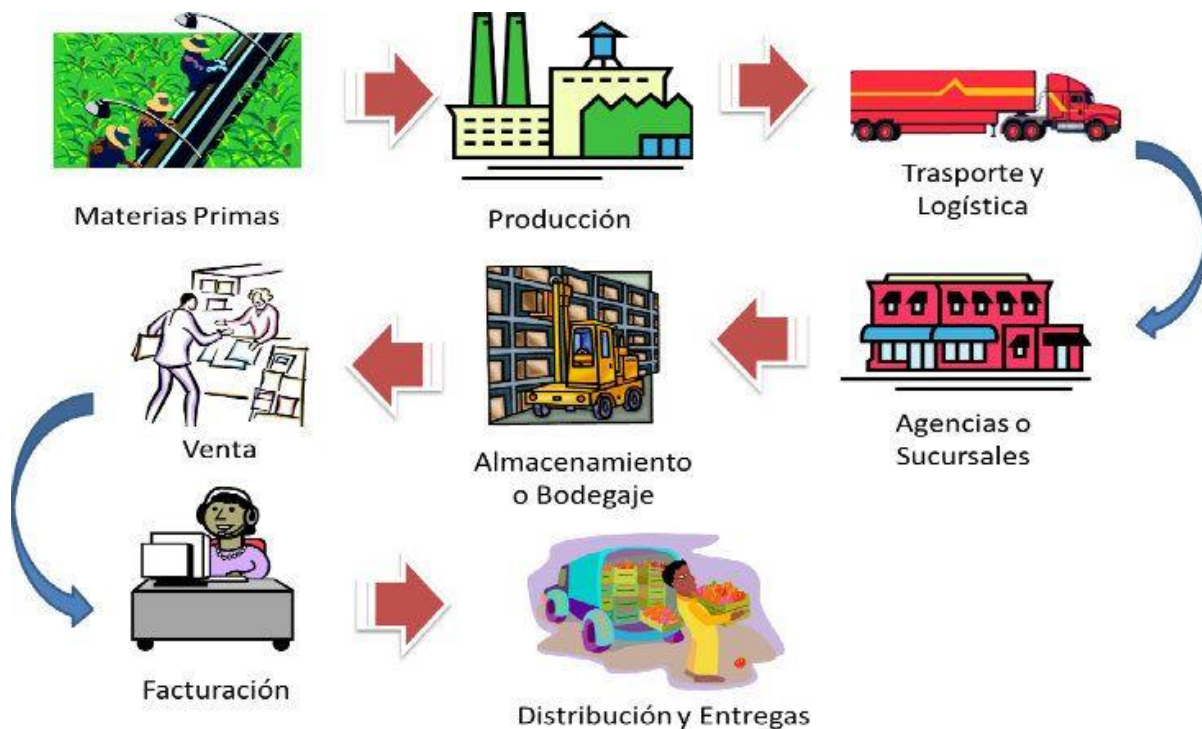 Materias Primas
Producción
Trasporte y
Logística
Agencias o
Sucursales
Almacenamiento
o Bodegaje
Venta
Facturación
Distribución y Entregas